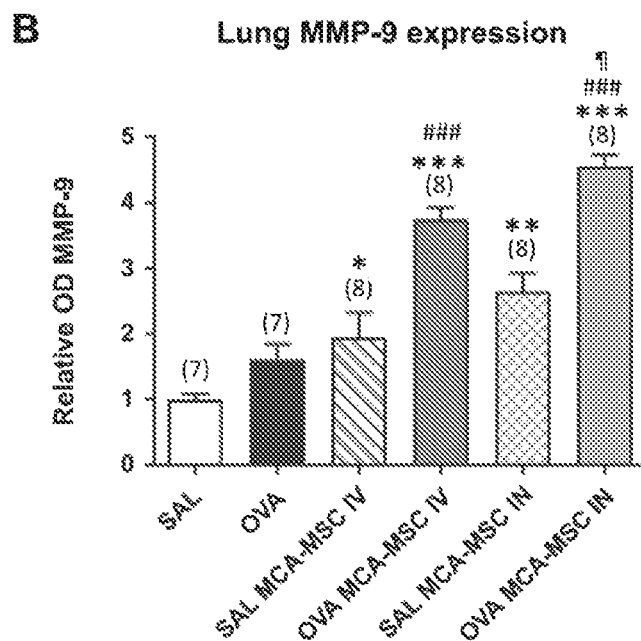 B
Lung MMP-9 expression
¶
###
***
(8)
###
***
(8)
**
(8)
*
(8)
(7)
(7)
5
4
3
2
1
0
Relative OD MMP-9
SAL
OVA
SAL MCA-MSC IV
OVA MCA-MSC IV
SAL MCA-MSC IN
OVA MCA-MSC IN